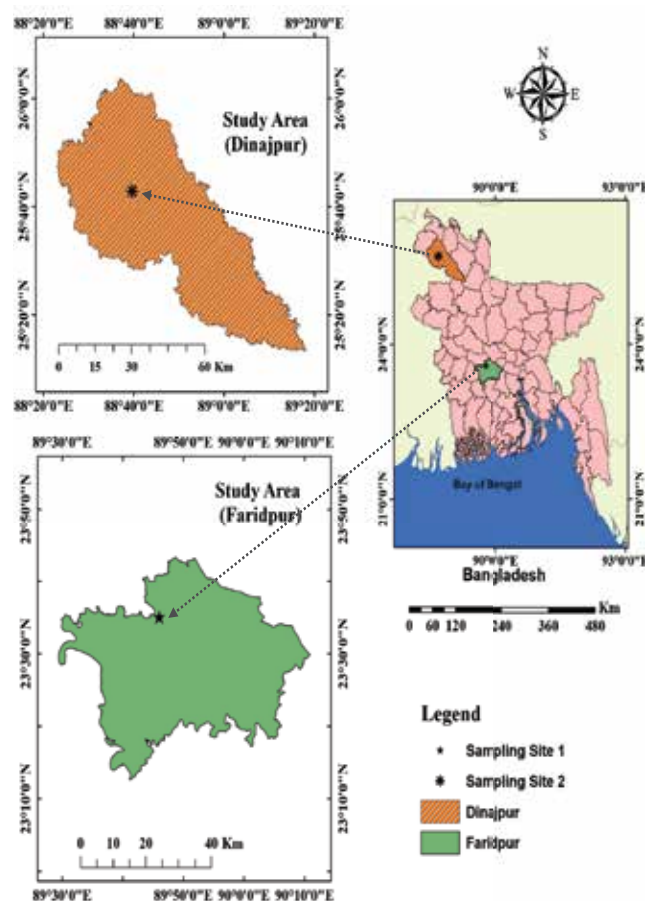 88°20'0"E 88°40'0"E 89°0'0"E 89°20'0"E
26°0'0"N
25°40'0"N
25°20'0"N
Study Area
(Dinajpur)
0 15 30 60 Km
26°0'0"N
25°40'0"N
25°20'0"N
88°20'0"E 88°40'0"E 89°0'0"E 89°20'0"E
N
W E
S
90°0'0"E 93°0'0"E
24°0'0"N
21°0'0"N
Bay of Bengal
24°0'0"N
21°0'0"N
90°0'0"E 93°0'0"E
Bangladesh
Km
0 60 120 240 360 480
89°30'0"E 89°50'0"E 90°0'0"E 90°10'0"E
23°50'0"N
23°30'0"N
23°10'0"N
Study Area
(Faridpur)
0 10 20 40 Km
23°50'0"N
23°30'0"N
23°10'0"N
89°30'0"E 89°50'0"E 90°0'0"E 90°10'0"E
Legend
Sampling Site 1
Sampling Site 2
Dinajpur
Faridpur